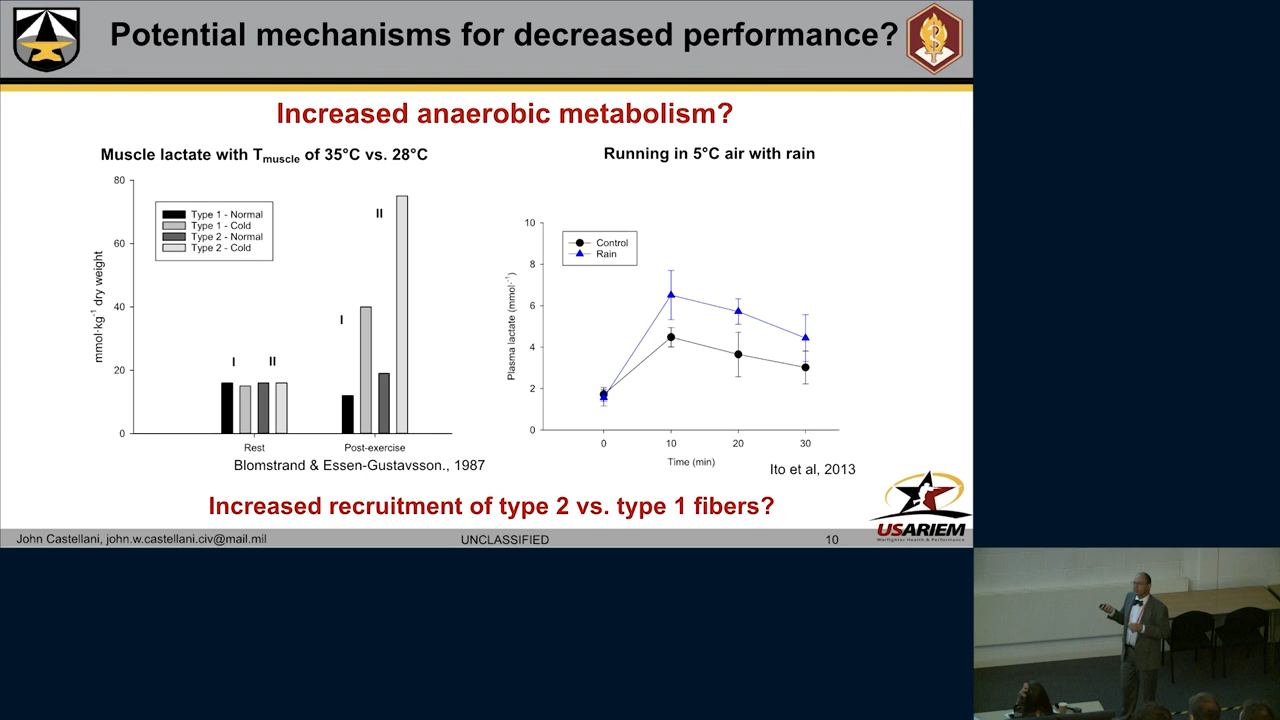 Potential mechanisms for decreased performance?
Increased anaerobic metabolism?
Muscle lactate with Tmuscle of 35°C vs. 28°C
80
60
40
20
0
mmol·kg-1 dry weight
Type 1 - Normal
Type 1 - Cold
Type 2 - Normal
Type 2 - Cold
I
II
I
II
Rest
Post-exercise
Blomstrand & Essen-Gustavsson., 1987
Running in 5°C air with rain
10
8
6
4
2
0
Plasma lactate (mmol·-1)
Control
Rain
0
10
20
30
Time (min)
Ito et al, 2013
Increased recruitment of type 2 vs. type 1 fibers?
USARIEM
Warfighter Health & Performance
John Castellani, john.w.castellani.civ@mail.mil
UNCLASSIFIED
10